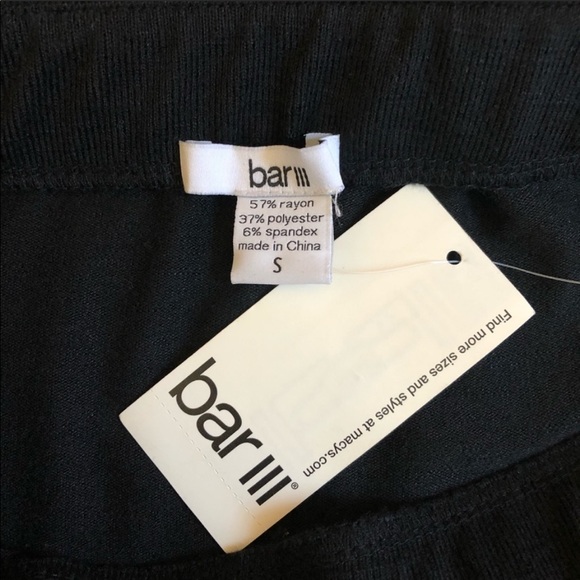 bar III
57% rayon
37% polyester
6% spandex
made in China
S
Find more sizes and styles at macys.com
bar III®